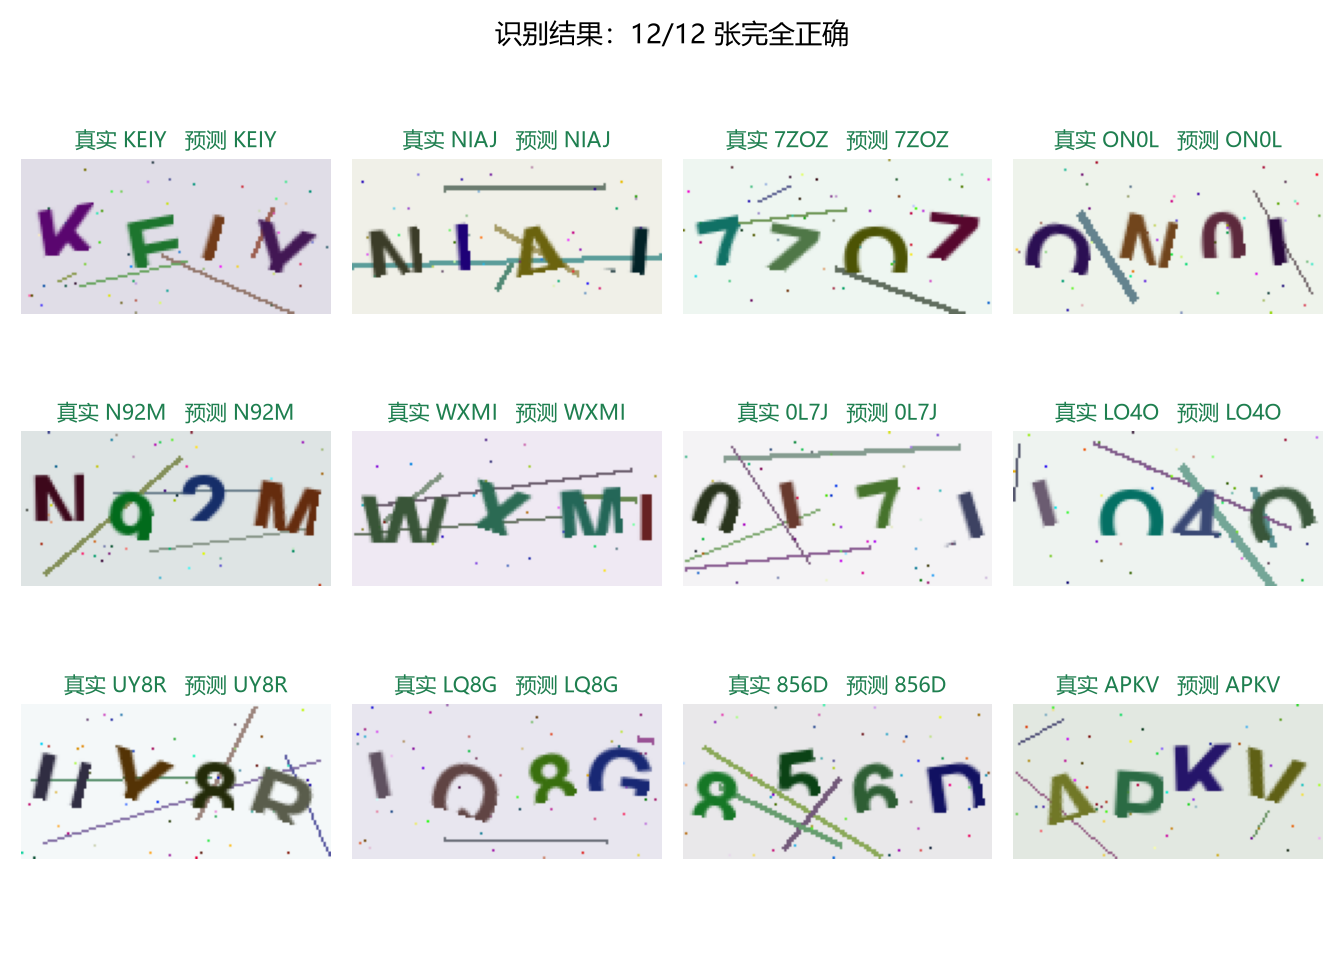 识别结果：12/12 张完全正确
真实 KEIY 预测 KEIY
真实 NIAJ 预测 NIAJ
真实 7ZOZ 预测 7ZOZ
真实 ON0L 预测 ON0L
真实 N92M 预测 N92M
真实 WXMI 预测 WXMI
真实 0L7J 预测 0L7J
真实 LO4O 预测 LO4O
真实 UY8R 预测 UY8R
真实 LQ8G 预测 LQ8G
真实 856D 预测 856D
真实 APKV 预测 APKV